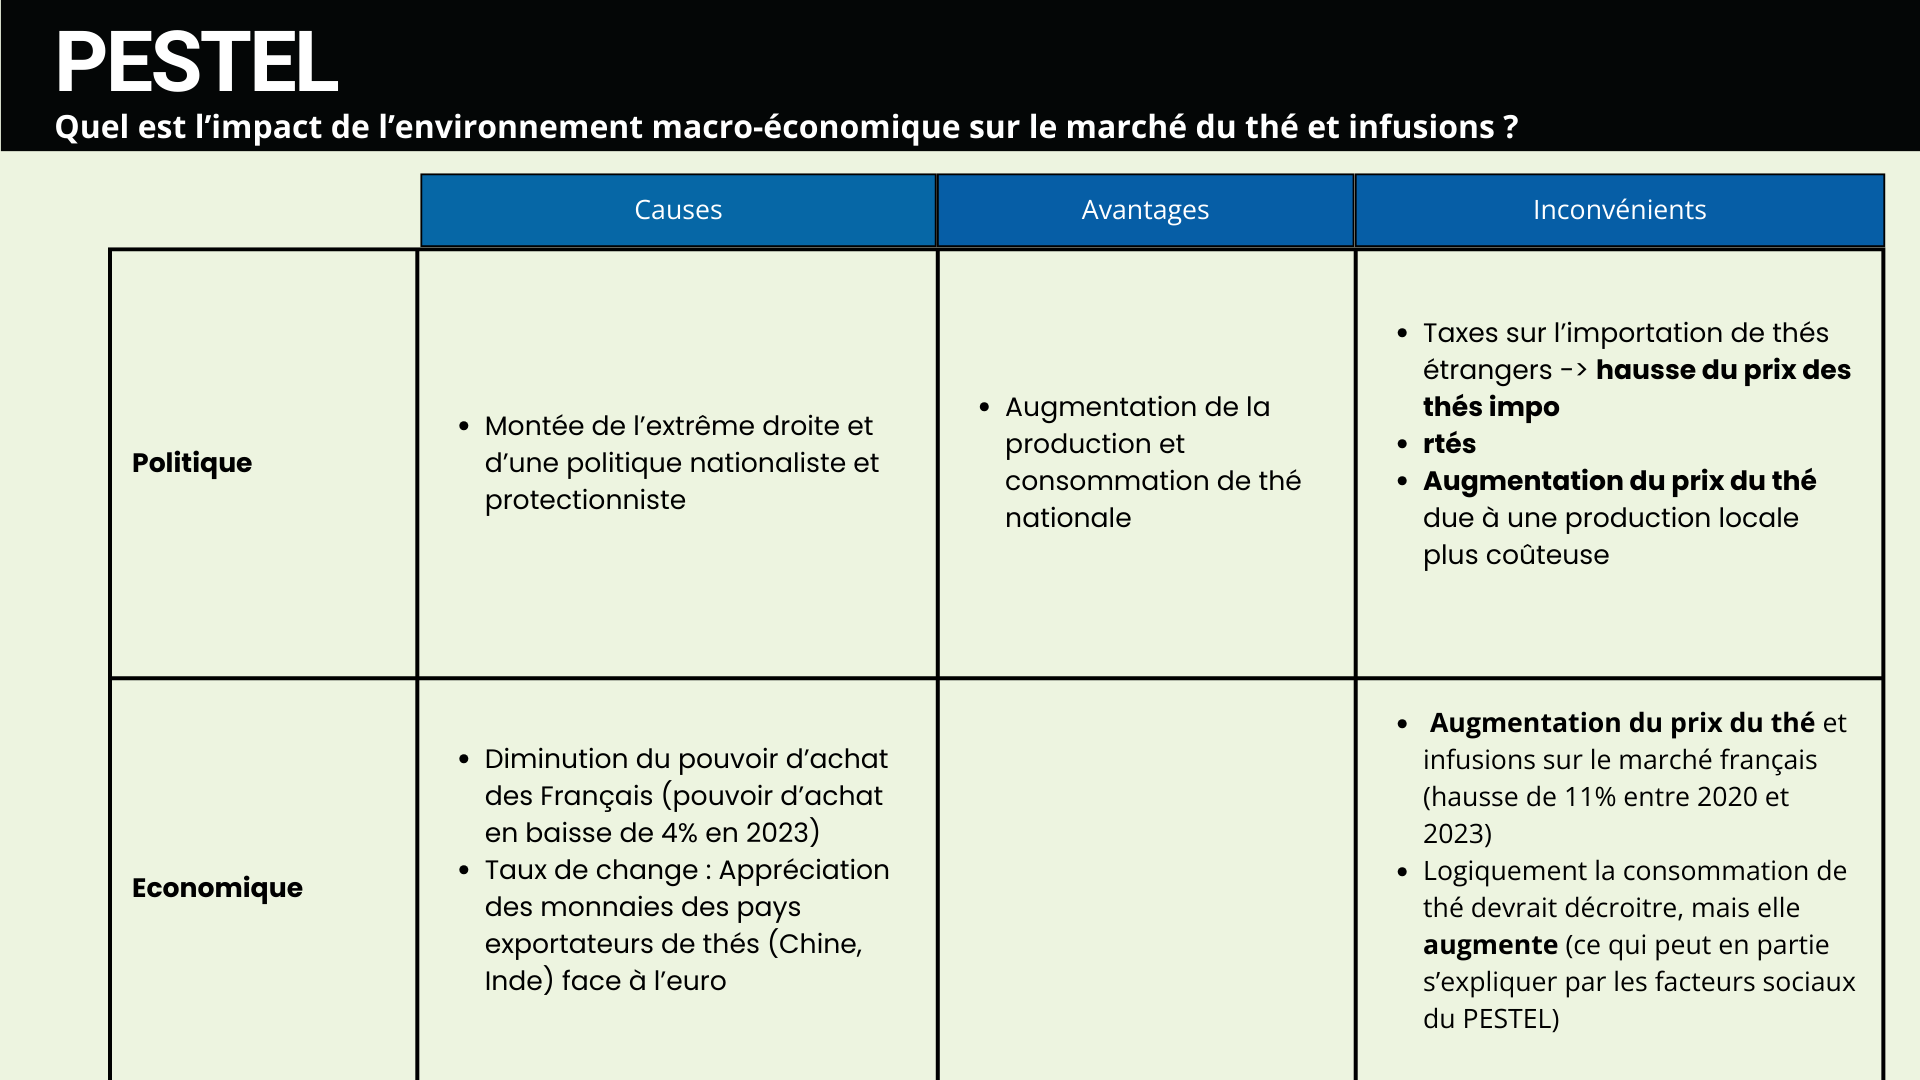 PESTEL
Quel est l’impact de l’environnement macro-économique sur le marché du thé et infusions ?
Causes
Avantages
Inconvénients
Politique
• Montée de l’extrême droite et
d’une politique nationaliste et
protectionniste
• Augmentation de la
production et
consommation de thé
nationale
• Taxes sur l’importation de thés
étrangers -> hausse du prix des
thés impo
• rtés
• Augmentation du prix du thé
due à une production locale
plus coûteuse
Economique
• Diminution du pouvoir d’achat
des Français (pouvoir d’achat
en baisse de 4% en 2023)
• Taux de change : Appréciation
des monnaies des pays
exportateurs de thés (Chine,
Inde) face à l’euro
• Augmentation du prix du thé et
infusions sur le marché français
(hausse de 11% entre 2020 et
2023)
• Logiquement la consommation de
thé devrait décroitre, mais elle
augmente (ce qui peut en partie
s’expliquer par les facteurs sociaux
du PESTEL)